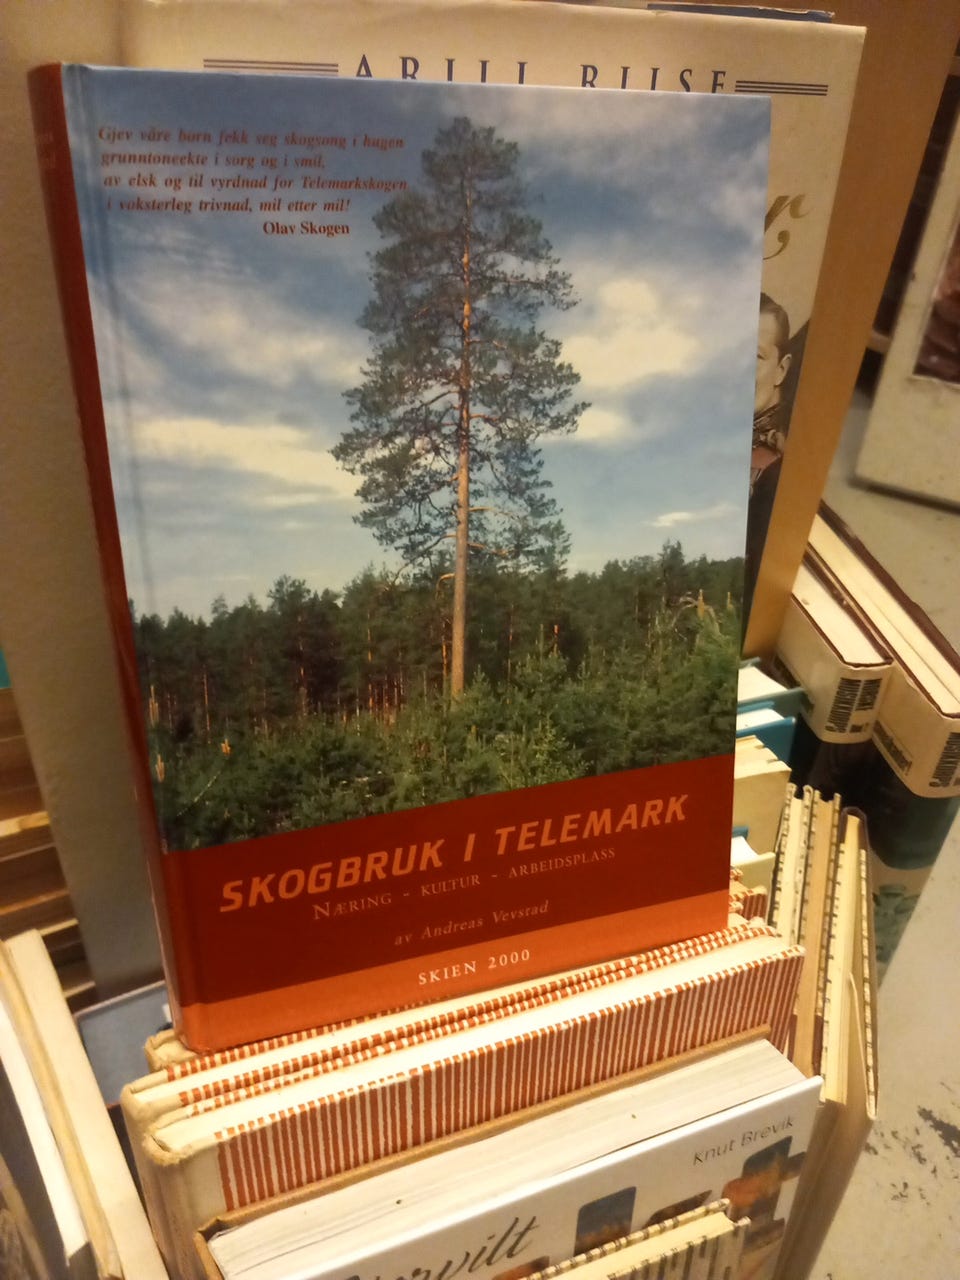 ARILL RIISE
Gjev våre born fekk seg skogsong i hugen
grunntoneekte i sorg og i smil,
av elsk og til vyrdnad for Telemarkskogen
i voksterleg trivnad, mil etter mil!
Olav Skogen
SKOGBRUK I TELEMARK
NÆRING - KULTUR - ARBEIDSPLASS
av Andreas Vevstad
SKIEN 2000
Knut Brevik